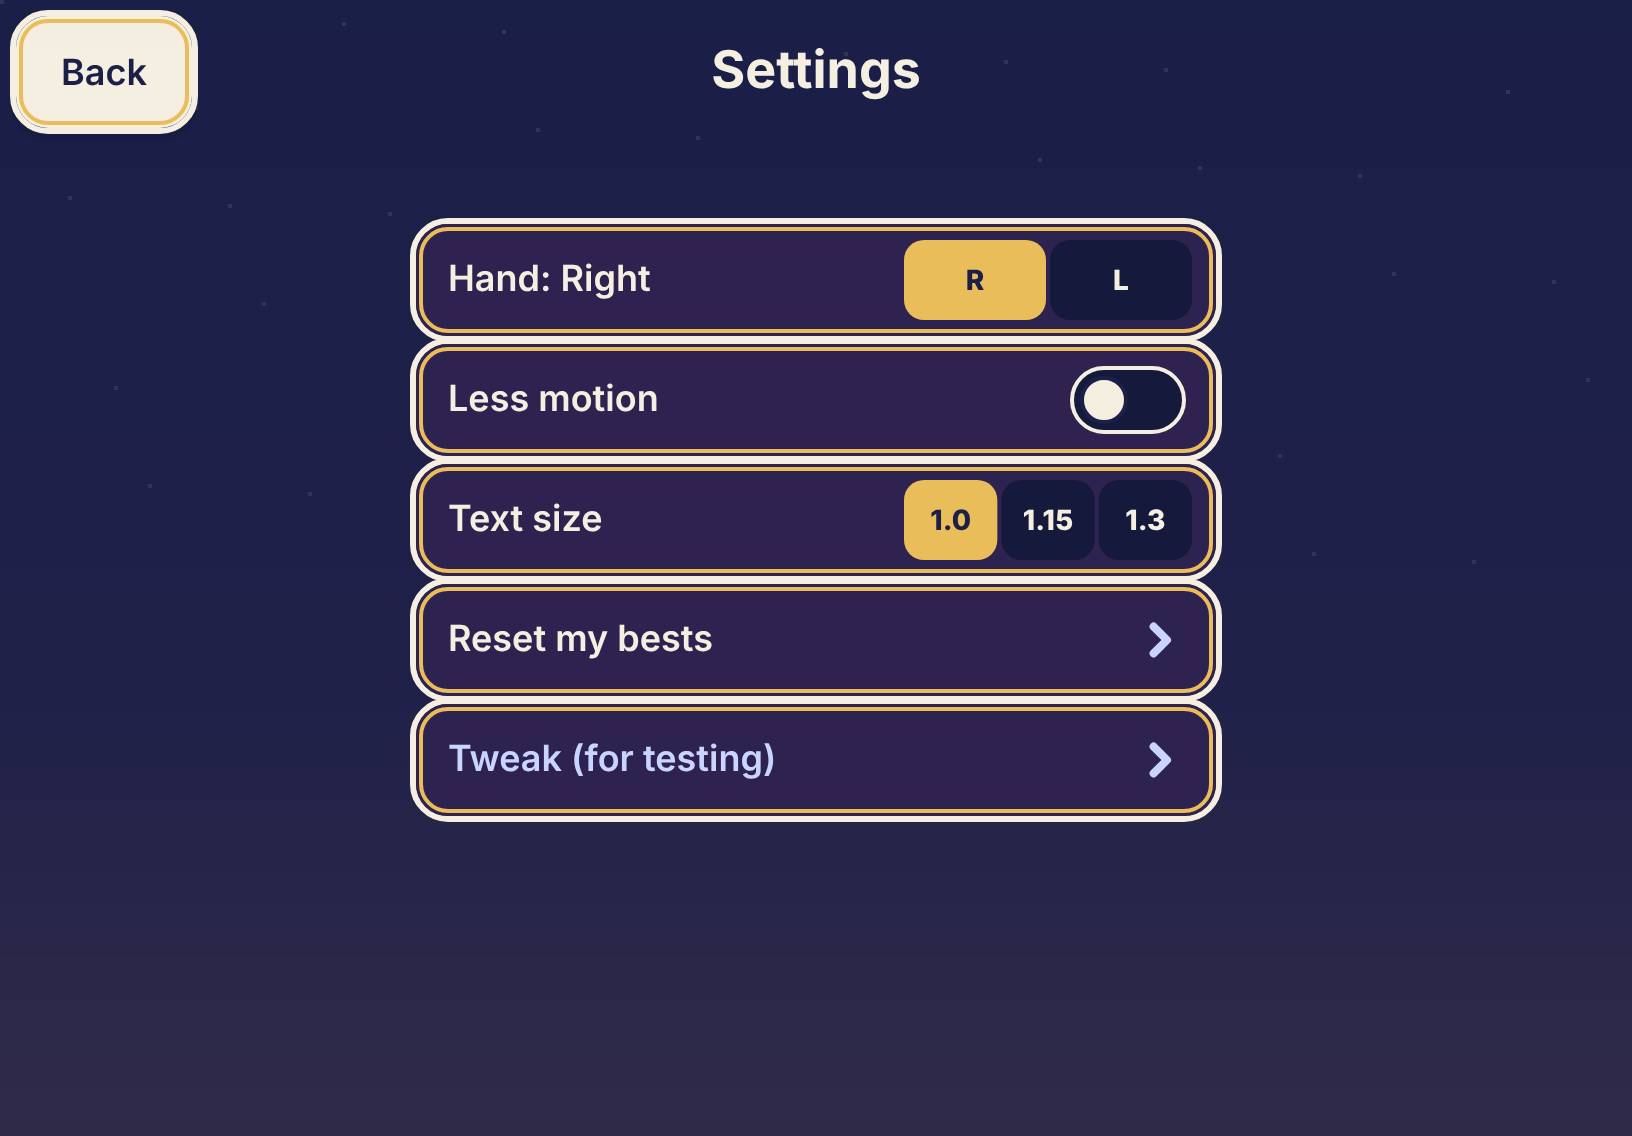 Back
Settings
Hand: Right
R
L
Less motion
Text size
1.0
1.15
1.3
Reset my bests
Tweak (for testing)